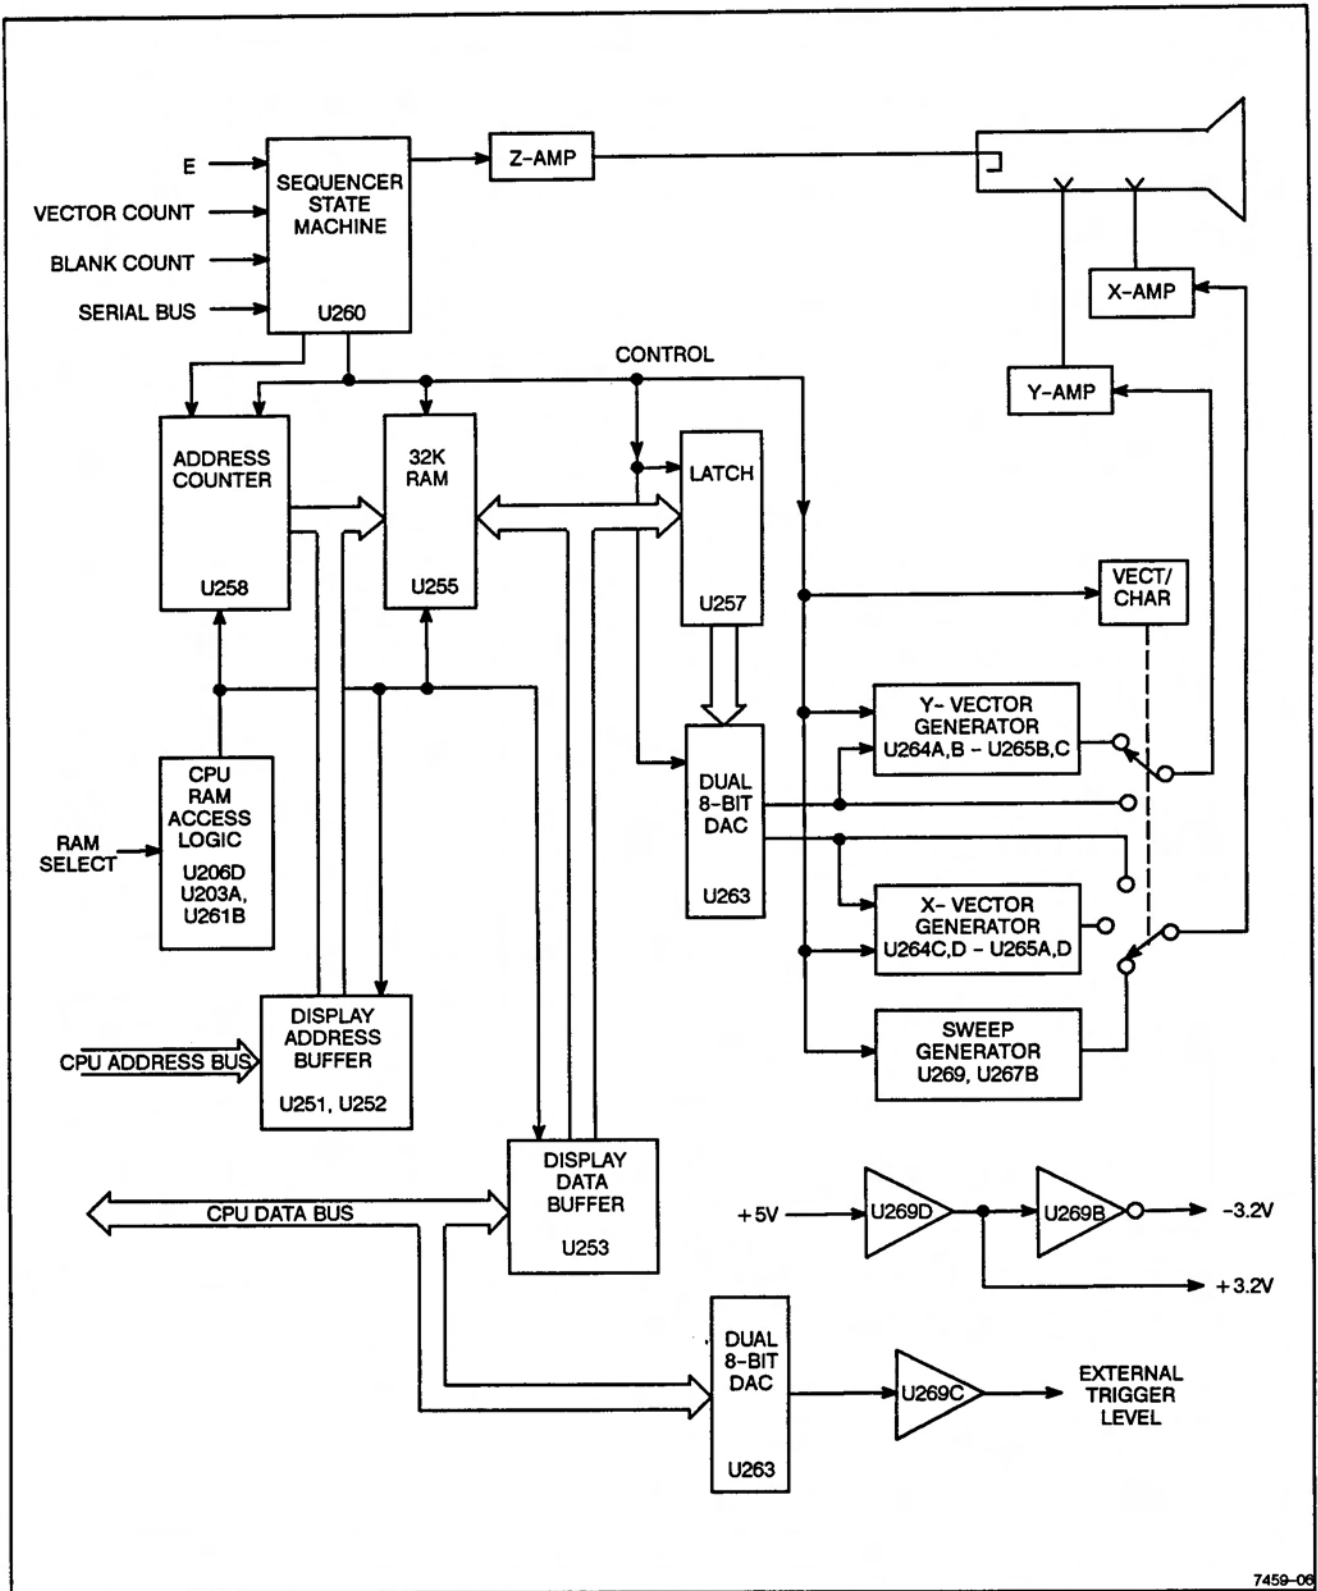 E
VECTOR COUNT
BLANK COUNT
SERIAL BUS
SEQUENCER
STATE
MACHINE
U260
Z-AMP
X-AMP
Y-AMP
CONTROL
ADDRESS
COUNTER
U258
32K
RAM
U255
LATCH
U257
VECT/
CHAR
Y- VECTOR
GENERATOR
U264A,B - U265B,C
CPU
RAM
ACCESS
LOGIC
U206D
U203A,
U261B
RAM
SELECT
DUAL
8-BIT
DAC
U263
X- VECTOR
GENERATOR
U264C,D - U265A,D
SWEEP
GENERATOR
U269, U267B
DISPLAY
ADDRESS
BUFFER
U251, U252
CPU ADDRESS BUS
DISPLAY
DATA
BUFFER
U253
CPU DATA BUS
+5V
U269D
U269B
-3.2V
+3.2V
DUAL
8-BIT
DAC
U263
U269C
EXTERNAL
TRIGGER
LEVEL
7459-06